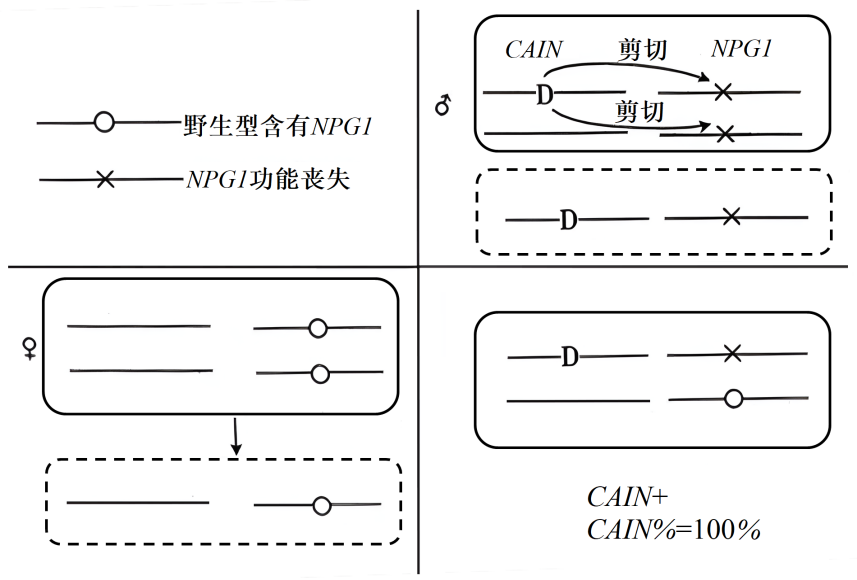 野生型含有NPG1
NPG1功能丧失
CAIN 剪切 NPG1
D
剪切
♂
D
♀
D
CAIN+
CAIN%=100%